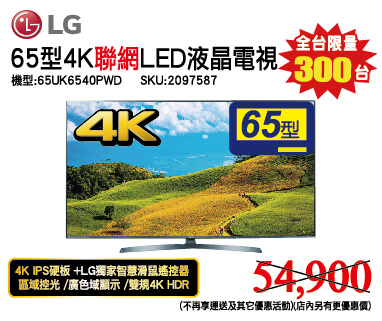 LG
65型4K聯網LED液晶電視
全台限量
300台
機型:65UK6540PWD SKU:2097587
4K
65型
4K IPS硬板 +LG獨家智慧滑鼠遙控器
區域控光 /廣色域顯示 /雙規4K HDR
54,900
(不再享運送及其它優惠活動)(店內另有更優惠價)